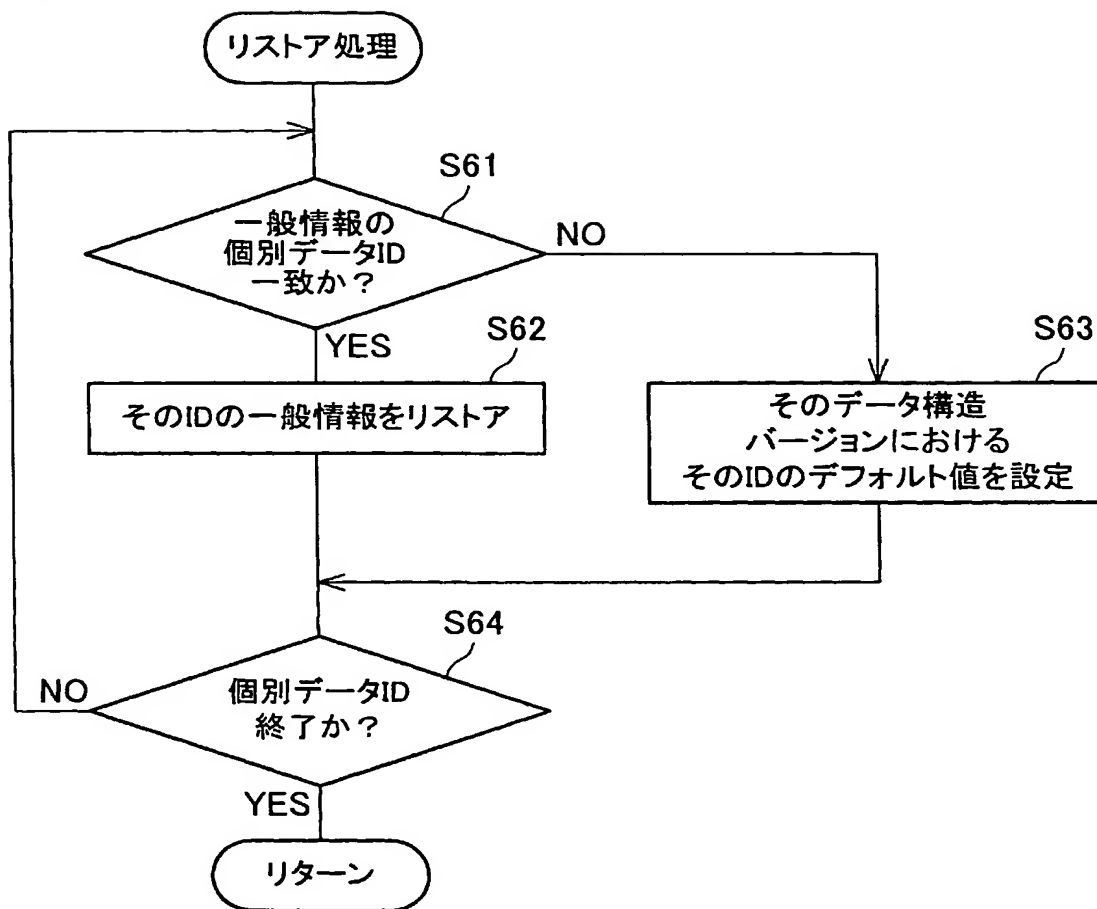 リストア処理
S61
一般情報の
個別データID
一致か?
NO
YES
S62
そのIDの一般情報をリストア
S63
そのデータ構造
バージョンにおける
そのIDのデフォルト値を設定
S64
個別データID
終了か?
NO
YES
リターン